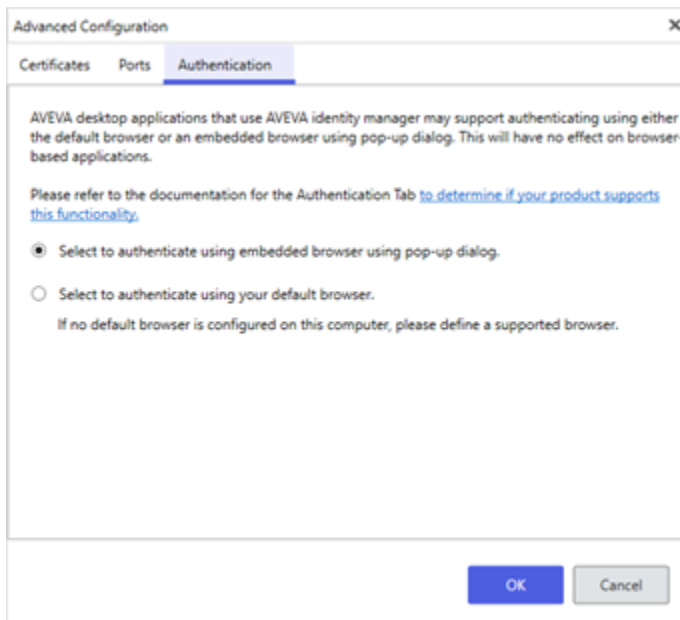 Advanced Configuration
Certificates Ports Authentication
AVEVA desktop applications that use AVEVA identity manager may support authenticating using either
the default browser or an embedded browser using pop-up dialog. This will have no effect on browser-
based applications.
Please refer to the documentation for the Authentication Tab to determine if your product supports
this functionality.
Select to authenticate using embedded browser using pop-up dialog.
Select to authenticate using your default browser.
If no default browser is configured on this computer, please define a supported browser.
OK Cancel